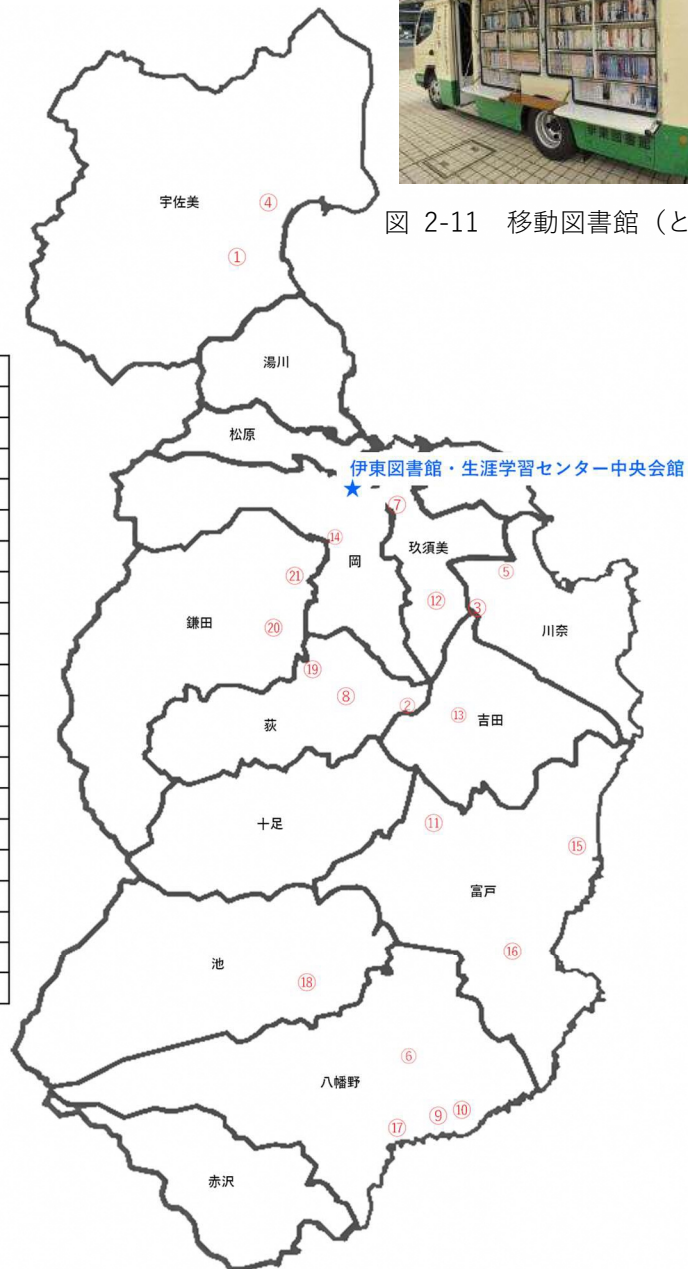 図 2-11 移動図書館（と
宇佐美
④
①
湯川
松原
伊東図書館・生涯学習センター中央会館
★
⑦
⑭
岡
玖須美
⑤
㉑
⑫
③
鎌田
⑳
川奈
⑲
⑧
②
⑬
荻
吉田
⑪
十足
⑮
富戸
⑯
池
⑱
⑥
八幡野
⑨
⑩
⑰
赤沢